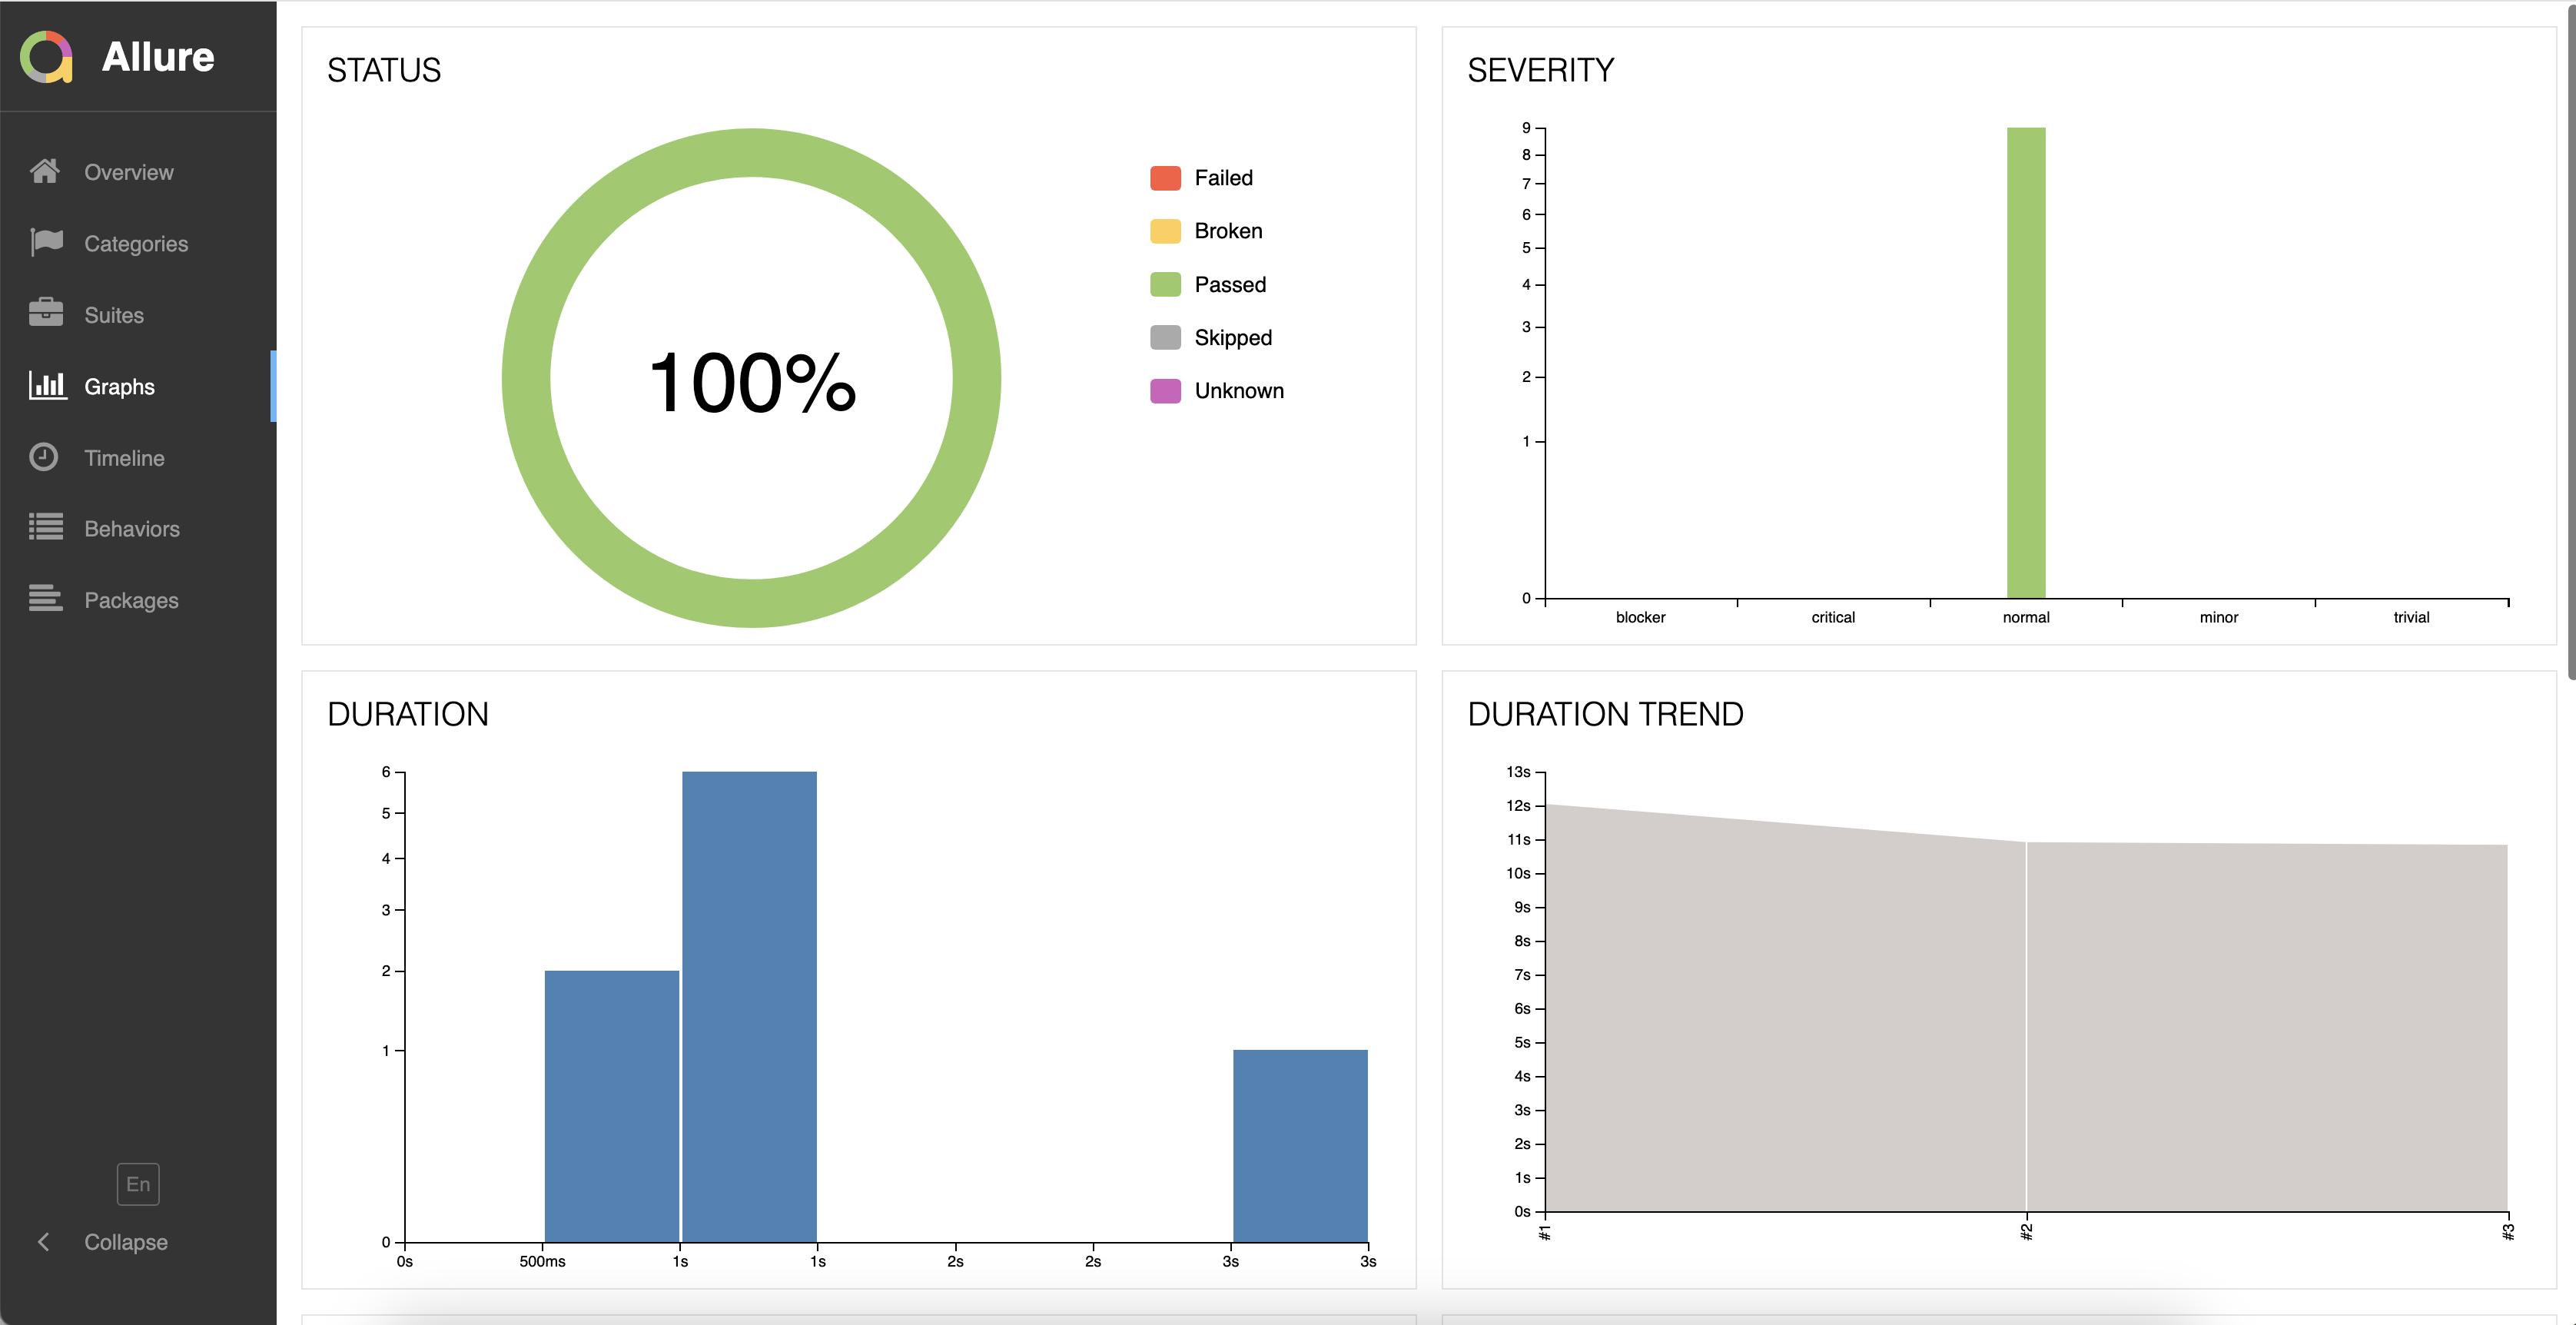 Allure
Overview
Categories
Suites
Graphs
Timeline
Behaviors
Packages
En
Collapse
STATUS
100%
Failed
Broken
Passed
Skipped
Unknown
SEVERITY
9
8
7
6
5
4
3
2
1
0
blocker critical normal minor trivial
DURATION
6
5
4
3
2
1
0
0s 500ms 1s 1s 2s 2s 3s 3s
DURATION TREND
13s
12s
11s
10s
9s
8s
7s
6s
5s
4s
3s
2s
1s
0s
#1 #2 #3